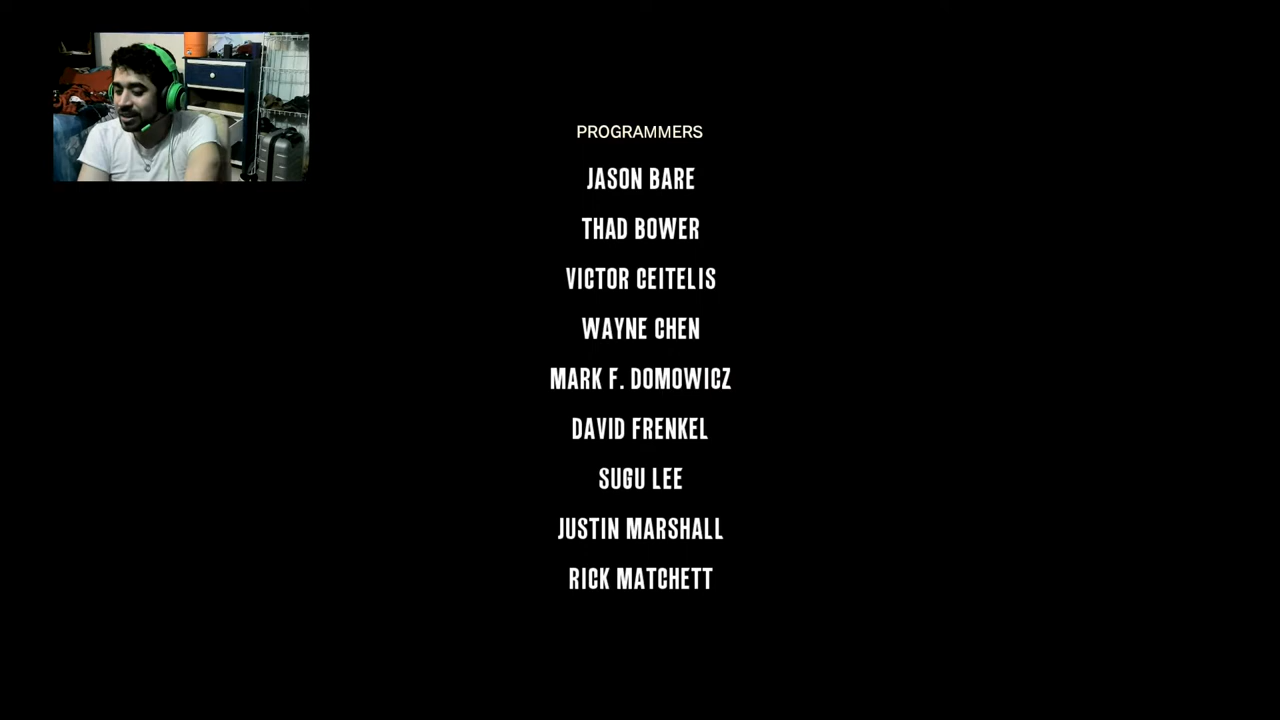 PROGRAMMERS
JASON BARE
THAD BOWER
VICTOR CEITELIS
WAYNE CHEN
MARK F. DOMOWICZ
DAVID FRENKEL
SUGU LEE
JUSTIN MARSHALL
RICK MATCHETT